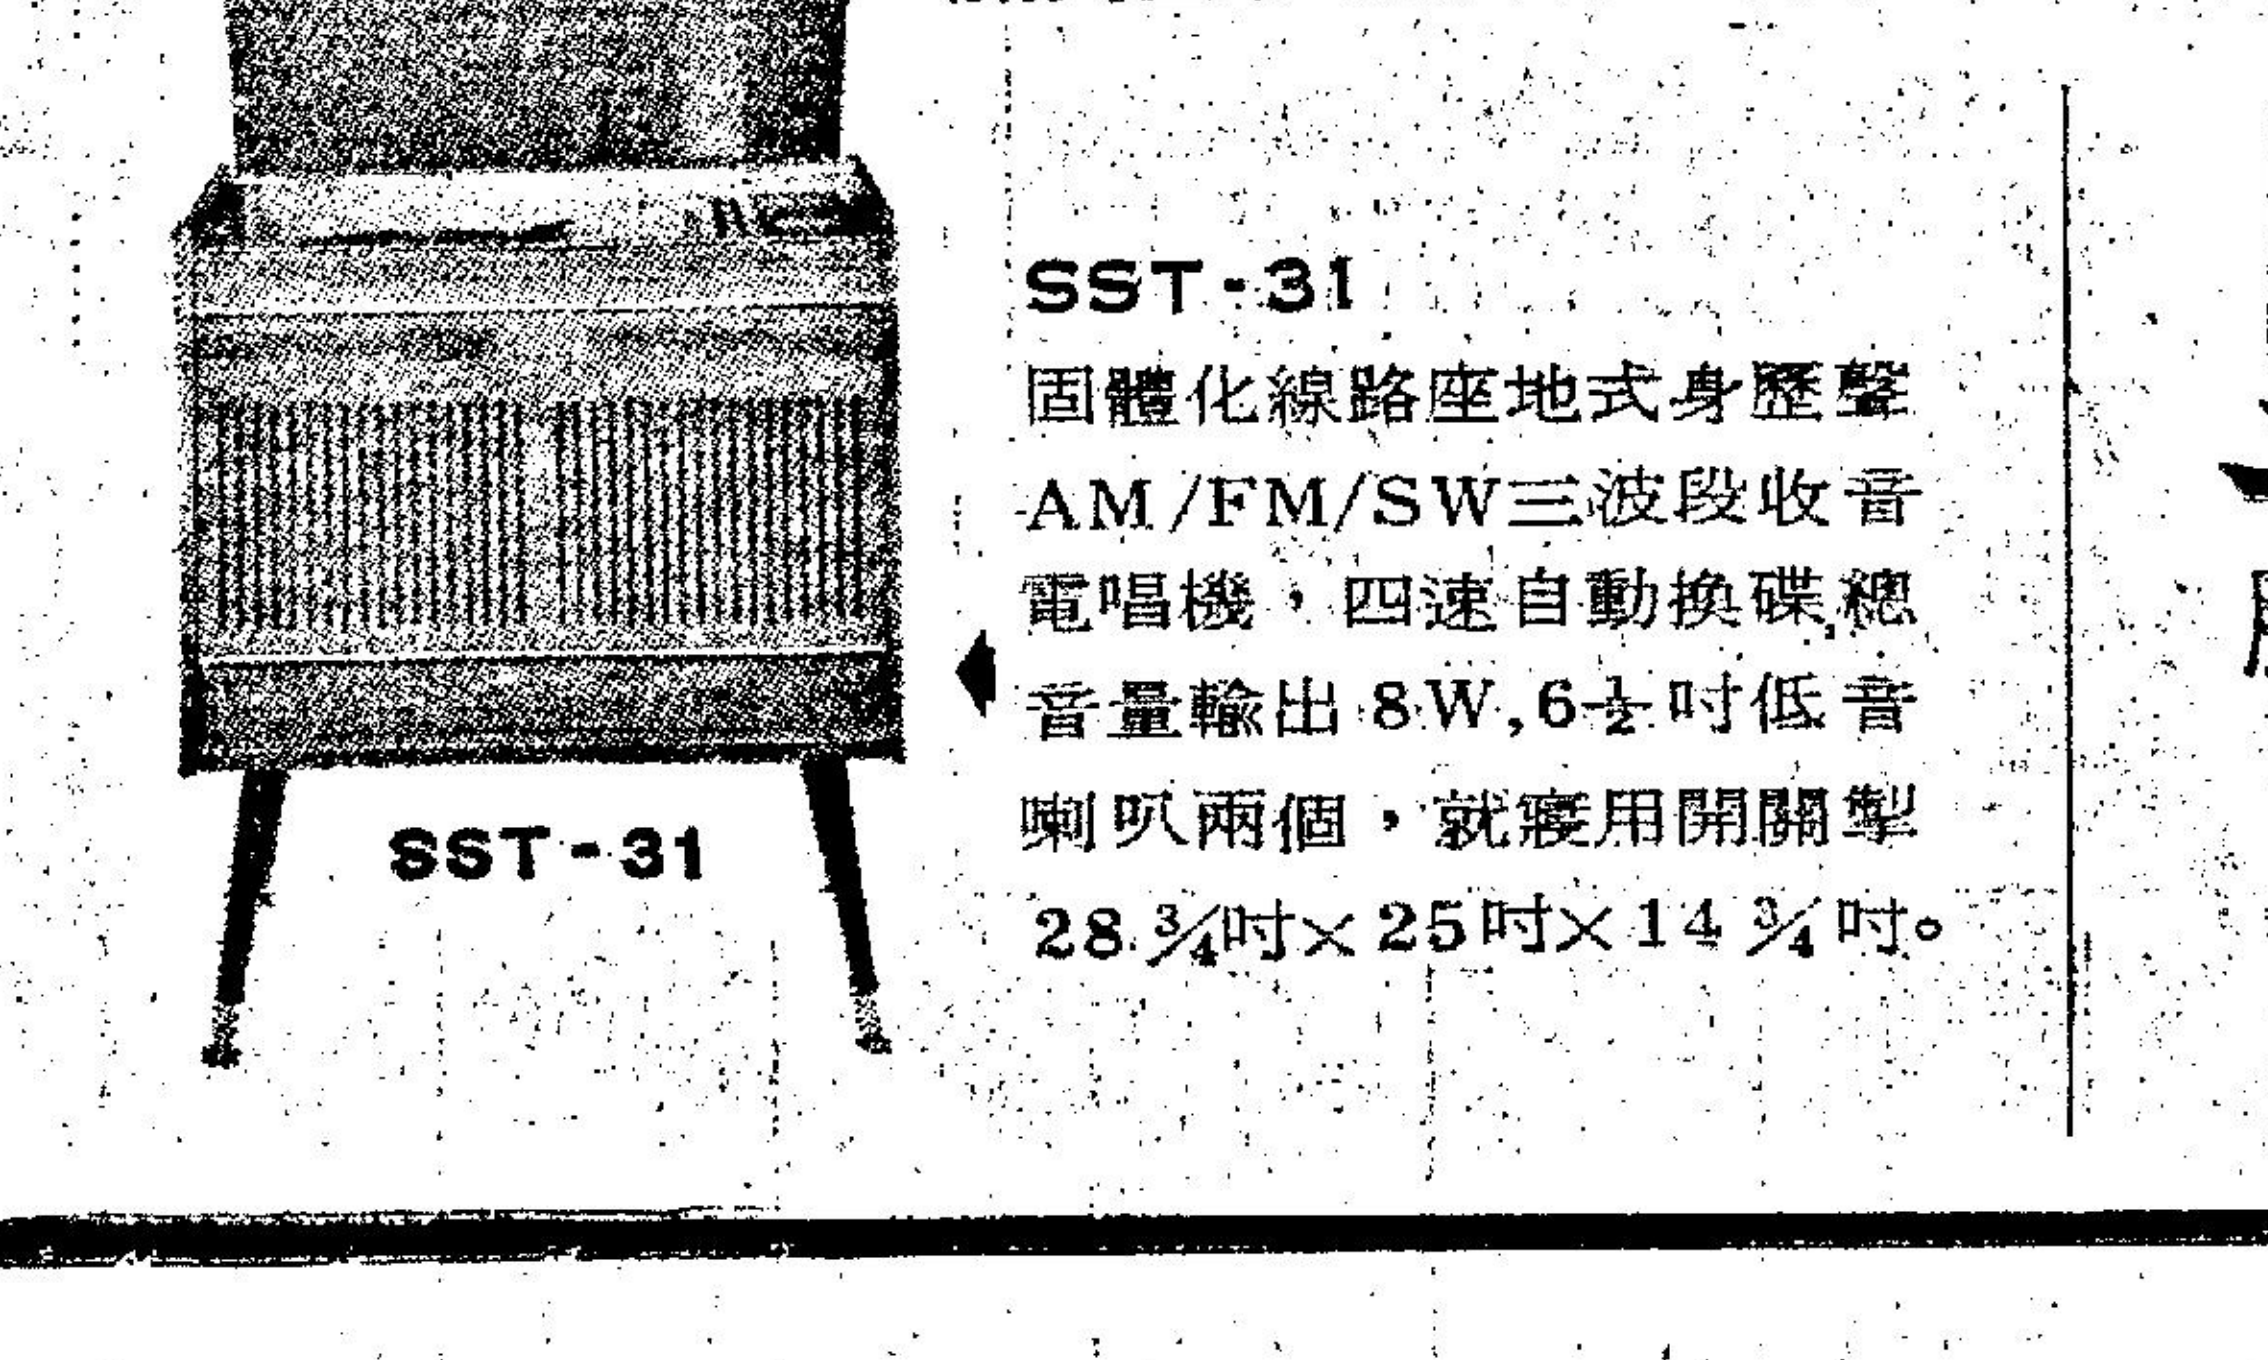 SST-31
固體化線路座地式身歷聲
AM/FM/SW三波段收音
電唱機，四速自動換碟，總
音量輸出8W,6½吋低音
喇叭兩個，就寢用開關掣
28¾吋×25吋×14¾吋。
SST-31